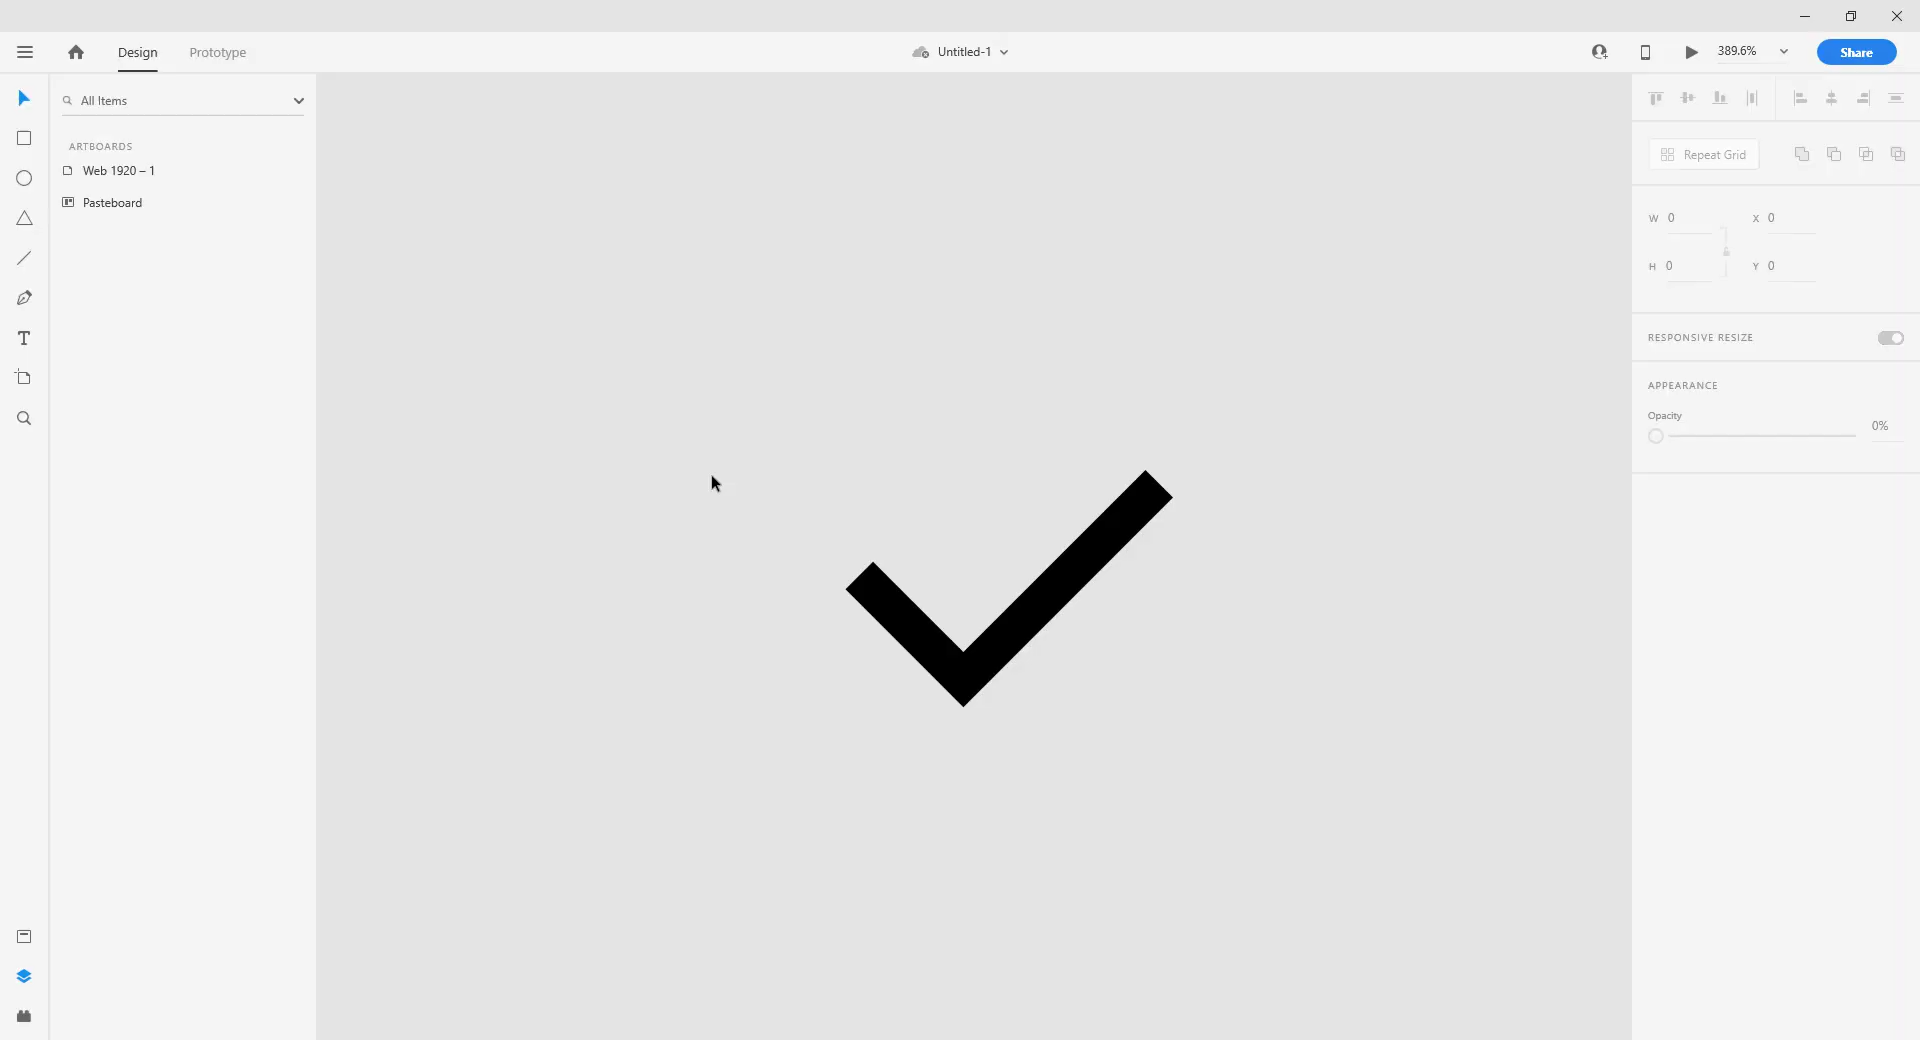 Design
Prototype
Untitled-1
389.6%
Share
All Items
ARTBOARDS
Web 1920 – 1
Pasteboard
Repeat Grid
W 0
X 0
H 0
Y 0
RESPONSIVE RESIZE
APPEARANCE
Opacity
0%